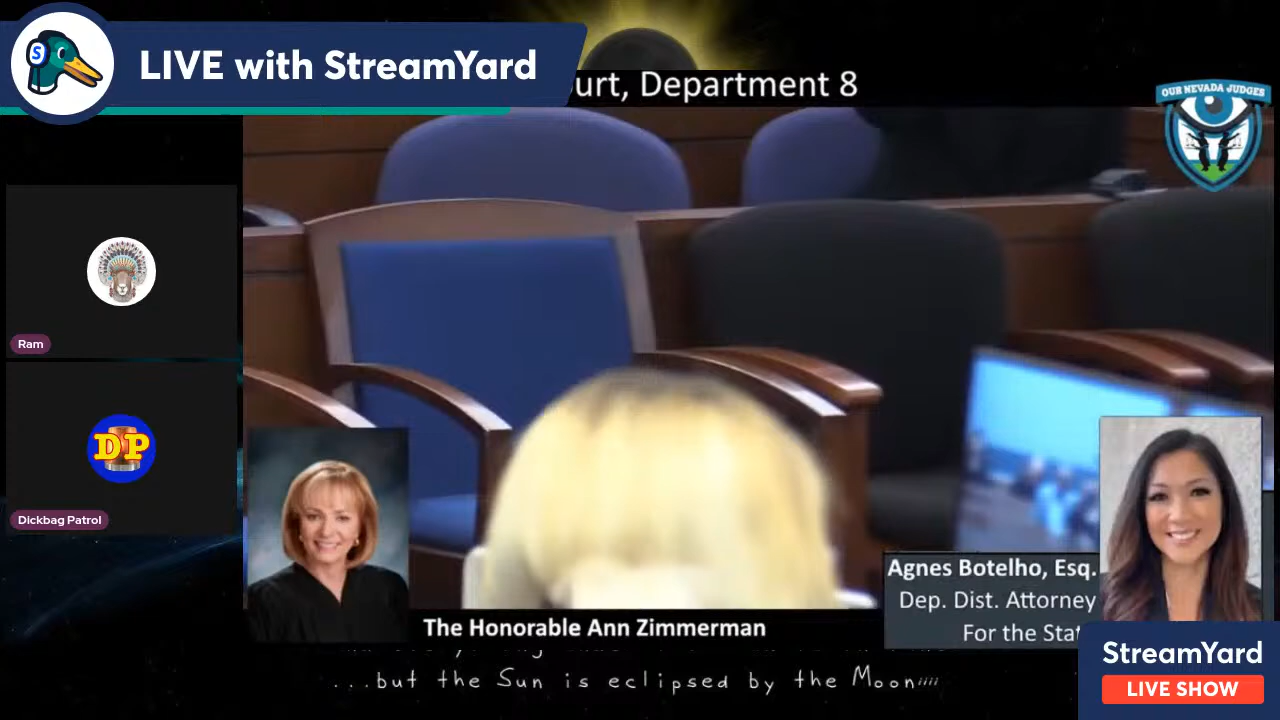 LIVE with StreamYard
urt, Department 8
OUR NEVADA JUDGES
S
Ram
DP
Dickbag Patrol
Agnes Botelho, Esq.
Dep. Dist. Attorney
For the Stat
The Honorable Ann Zimmerman
...but the Sun is eclipsed by the Moon
StreamYard
LIVE SHOW